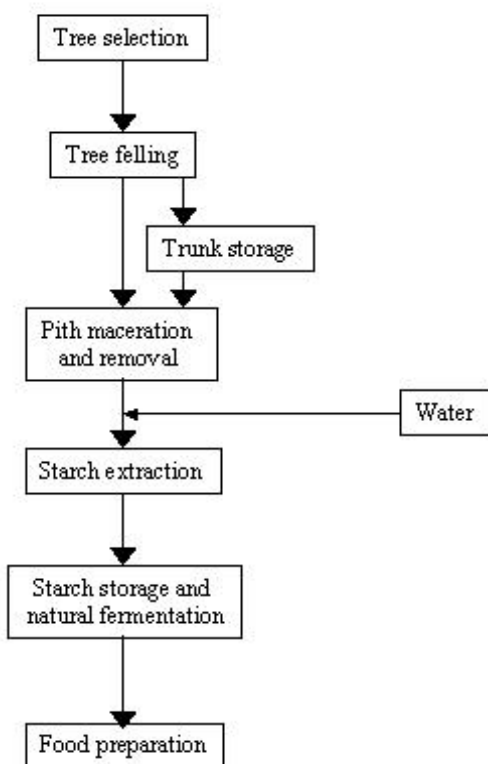 Tree selection
Tree felling
Trunk storage
Pith maceration
and removal
Water
Starch extraction
Starch storage and
natural fermentation
Food preparation